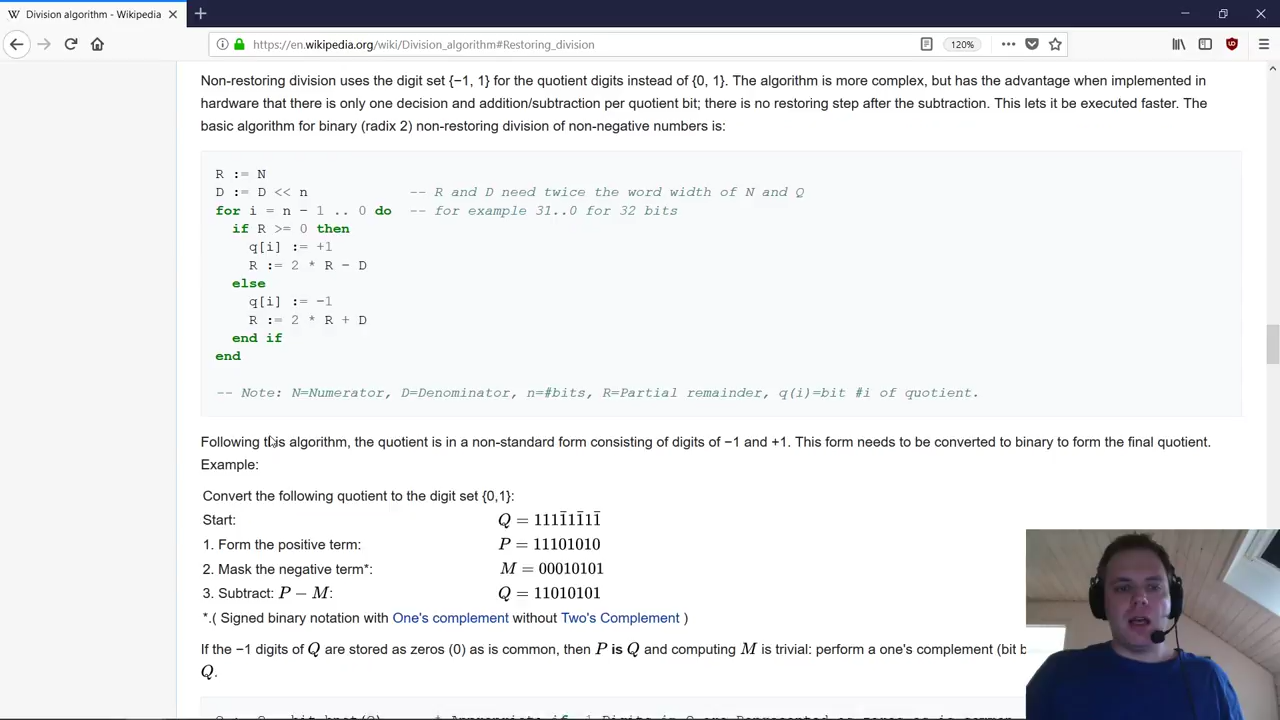 Division algorithm - Wikipedia
https://en.wikipedia.org/wiki/Division_algorithm#Restoring_division
120%
Non-restoring division uses the digit set {−1, 1} for the quotient digits instead of {0, 1}. The algorithm is more complex, but has the advantage when implemented in
hardware that there is only one decision and addition/subtraction per quotient bit; there is no restoring step after the subtraction. This lets it be executed faster. The
basic algorithm for binary (radix 2) non-restoring division of non-negative numbers is:
R := N
D := D << n -- R and D need twice the word width of N and Q
for i = n − 1 .. 0 do -- for example 31..0 for 32 bits
if R >= 0 then
q[i] := +1
R := 2 * R − D
else
q[i] := −1
R := 2 * R + D
end if
end
-- Note: N=Numerator, D=Denominator, n=#bits, R=Partial remainder, q(i)=bit #i of quotient.
Following this algorithm, the quotient is in a non-standard form consisting of digits of −1 and +1. This form needs to be converted to binary to form the final quotient.
Example:
Convert the following quotient to the digit set {0,1}:
Start: Q = 1111̄11̄11̄
1. Form the positive term: P = 11101010
2. Mask the negative term*: M = 00010101
3. Subtract: P − M: Q = 11010101
*.( Signed binary notation with One's complement without Two's Complement )
If the −1 digits of Q are stored as zeros (0) as is common, then P is Q and computing M is trivial: perform a one's complement (bit b
Q.